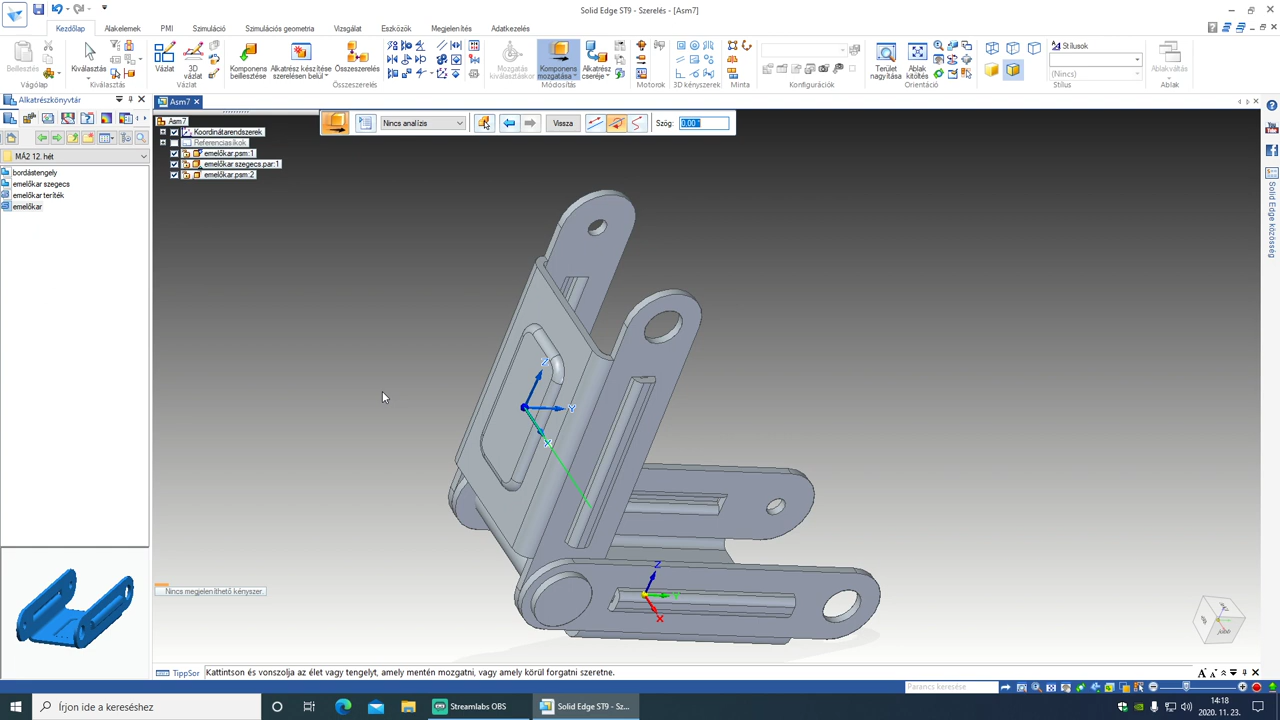 Solid Edge ST9 - Szerelés - [Asm7]
Kezdőlap Alakelemek PMI Szimuláció Szimulációs geometria Vizsgálat Eszközök Megjelenítés Adatkezelés
Beillesztés
Kiválasztás
Vázlat
3D vázlat
Komponens beillesztése
Alkatrész készítése szerelésen belül
Összeszerelés
Mozgatás kiválasztáskor
Komponens mozgatása
Alkatrész cseréje
Terület nagyítása
Ablak kitöltés
Stílusok
(Nincs)
Ablakváltás
Vágólap Kiválasztás Vázlat Összeszerelés Módosítás Motorok 3D kényszerek Minta Konfigurációk Ablak Orientáció Stílus Ablak
Alkatrészkönyvtár
Asm7
Nincs analízis
Vissza
Szög:
0,00 °
Asm7
Koordinátarendszerek
Referenciasíkok
emelőkar.psm:1
emelőkar szegecs.par:1
emelőkar.psm:2
MÁ2 12. hét
bordástengely
emelőkar szegecs
emelőkar teríték
emelőkar
Solid Edge közösség
Z
Y
X
Z
Y
X
Nincs megjeleníthető kényszer.
TippSor
Kattintson és vonszolja az élet vagy tengelyt, amely mentén mozgatni, vagy amely körül forgatni szeretne.
Parancs keresése
Írjon ide a kereséshez
Streamlabs OBS
Solid Edge ST9 - Sz...
14:18
2020. 11. 23.